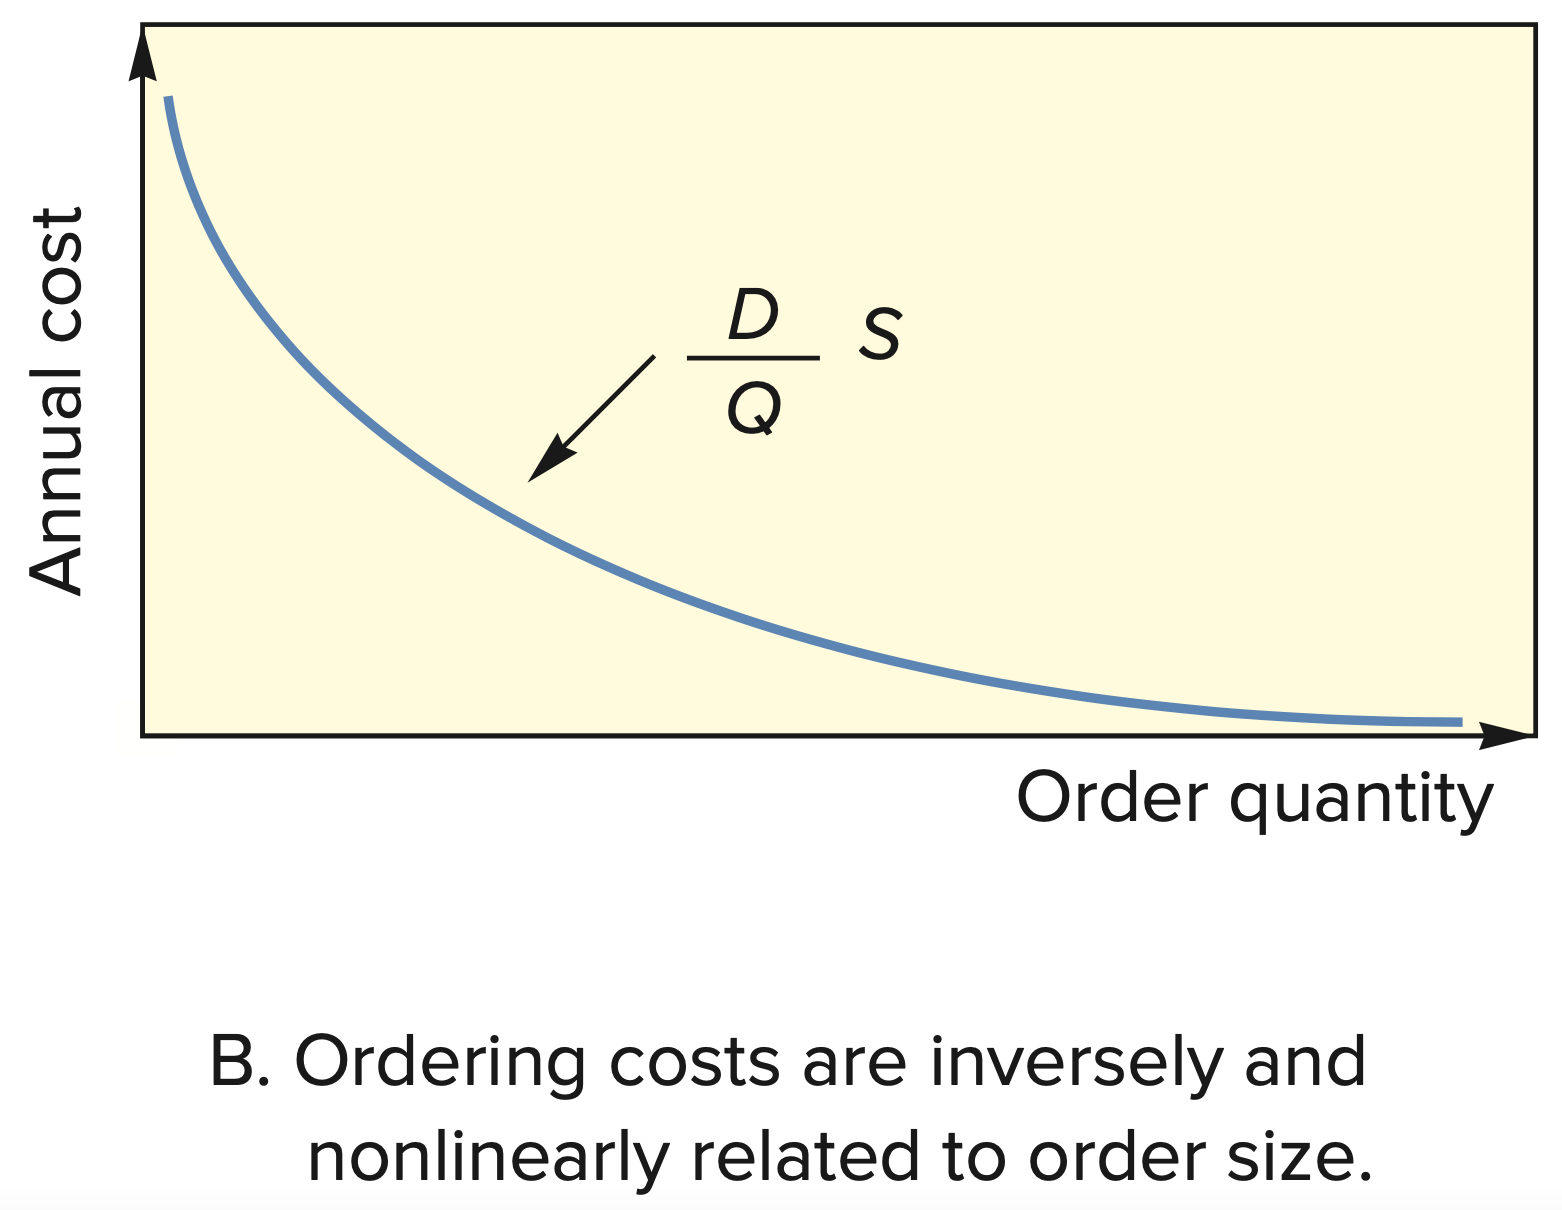 Annual cost
D
Q
S
Order quantity
B. Ordering costs are inversely and
nonlinearly related to order size.